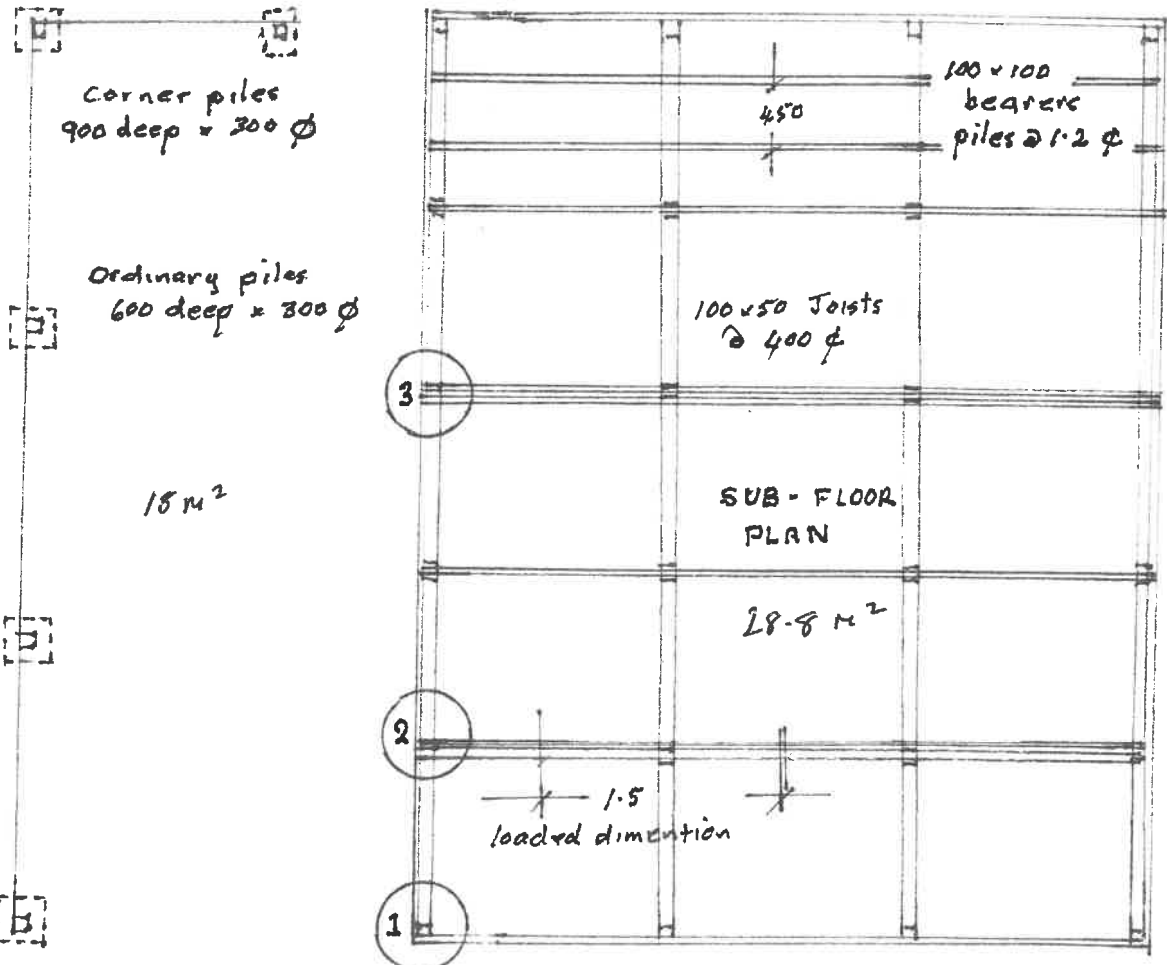 Corner piles
900 deep x 300 Ø
Ordinary piles
600 deep x 300 Ø
18 M²
100 x 100
bearers
piles @ 1.2 ¢
450
100 x 50 Joists
@ 400 ¢
3
SUB-FLOOR
PLAN
28.8 M²
2
1.5
loaded dimention
1